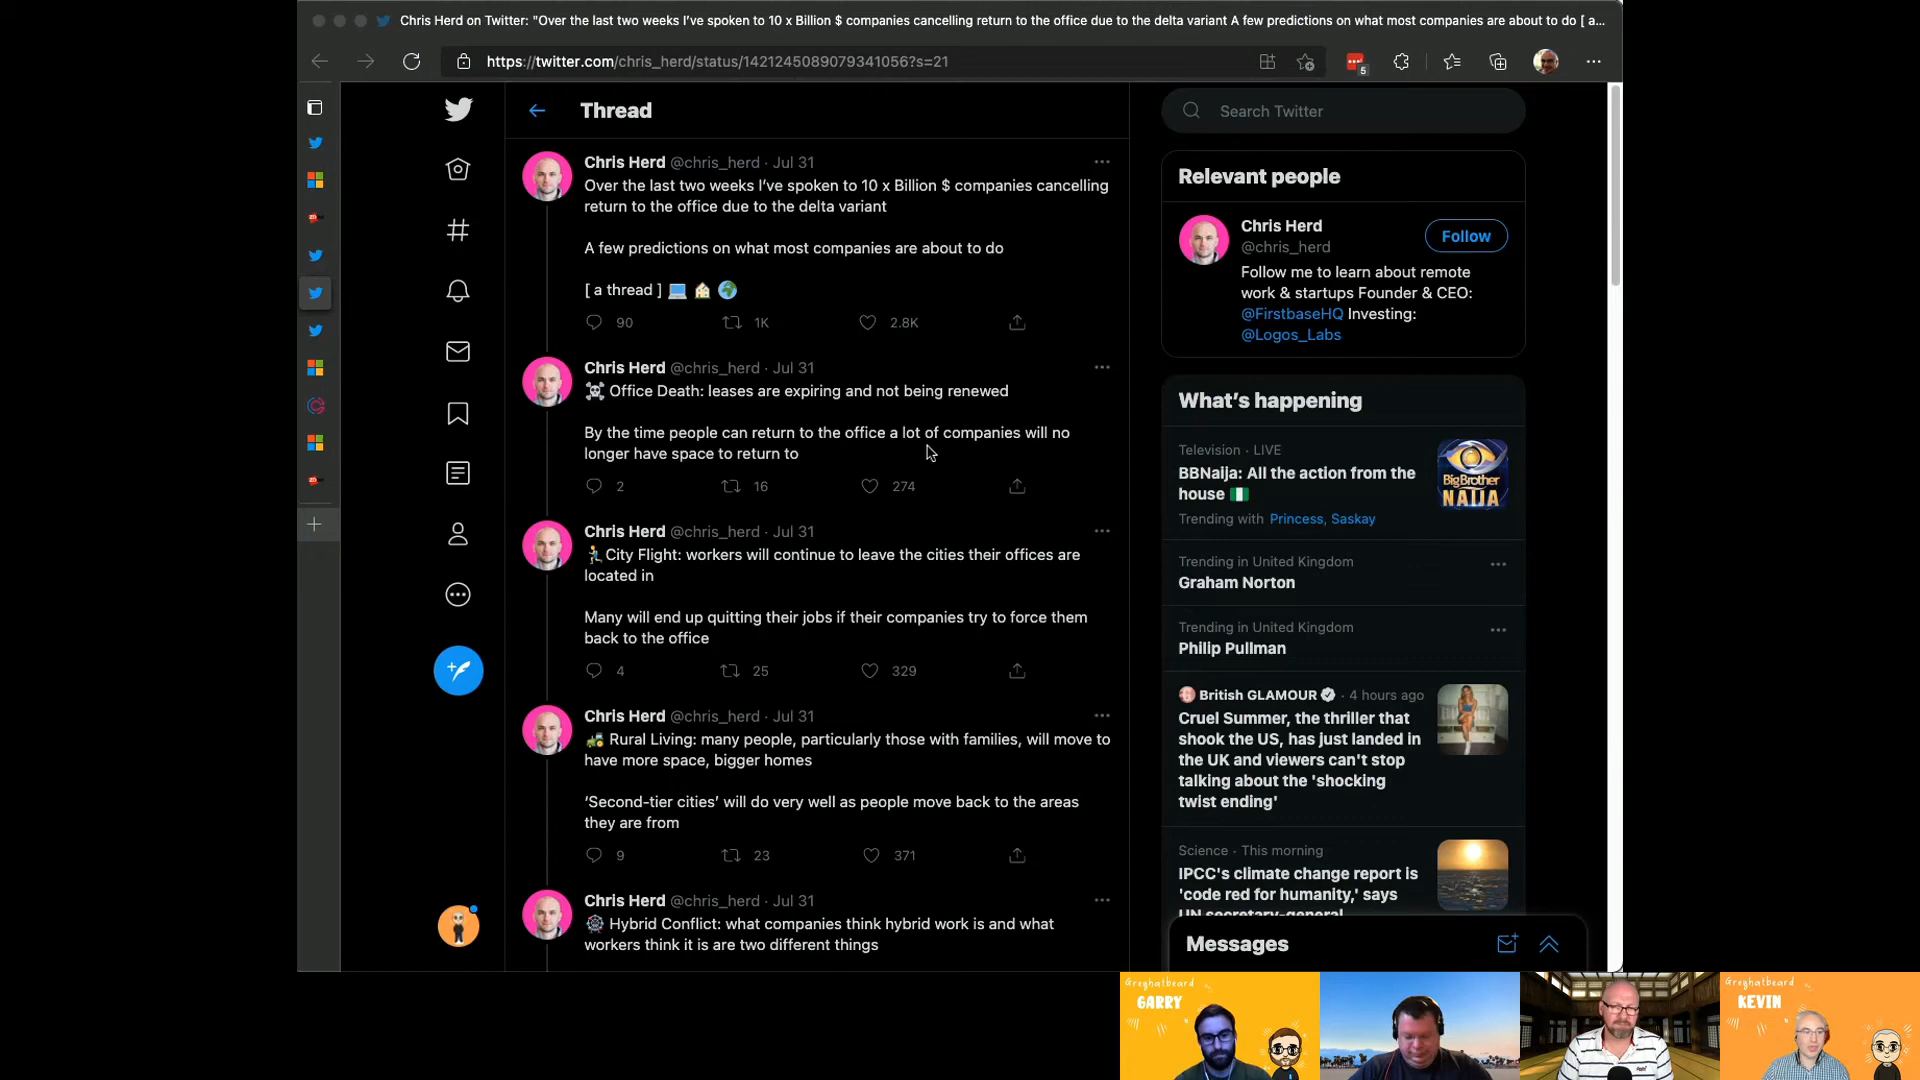 Chris Herd on Twitter: "Over the last two weeks I've spoken to 10 x Billion $ companies cancelling return to the office due to the delta variant A few predictions on what most companies are about to do [ a...
https://twitter.com/chris_herd/status/1421245089079341056?s=21
5
Thread
Chris Herd @chris_herd · Jul 31
Over the last two weeks I've spoken to 10 x Billion $ companies cancelling
return to the office due to the delta variant
A few predictions on what most companies are about to do
[ a thread ]
90 1K 2.8K
Chris Herd @chris_herd · Jul 31
Office Death: leases are expiring and not being renewed
By the time people can return to the office a lot of companies will no
longer have space to return to
2 16 274
Chris Herd @chris_herd · Jul 31
City Flight: workers will continue to leave the cities their offices are
located in
Many will end up quitting their jobs if their companies try to force them
back to the office
4 25 329
Chris Herd @chris_herd · Jul 31
Rural Living: many people, particularly those with families, will move to
have more space, bigger homes
'Second-tier cities' will do very well as people move back to the areas
they are from
9 23 371
Chris Herd @chris_herd · Jul 31
Hybrid Conflict: what companies think hybrid work is and what
workers think it is are two different things
Search Twitter
Relevant people
Chris Herd
@chris_herd
Follow
Follow me to learn about remote
work & startups Founder & CEO:
@FirstbaseHQ Investing:
@Logos_Labs
What's happening
Television · LIVE
BBNaija: All the action from the
house
Trending with Princess, Saskay
BigBrother
NAIJA
Trending in United Kingdom
Graham Norton
Trending in United Kingdom
Philip Pullman
British GLAMOUR · 4 hours ago
Cruel Summer, the thriller that
shook the US, has just landed in
the UK and viewers can't stop
talking about the 'shocking
twist ending'
Science · This morning
IPCC's climate change report is
'code red for humanity,' says
UN secretary-general
Messages
Greyhatbeard
GARRY
Greyhatbeard
KEVIN